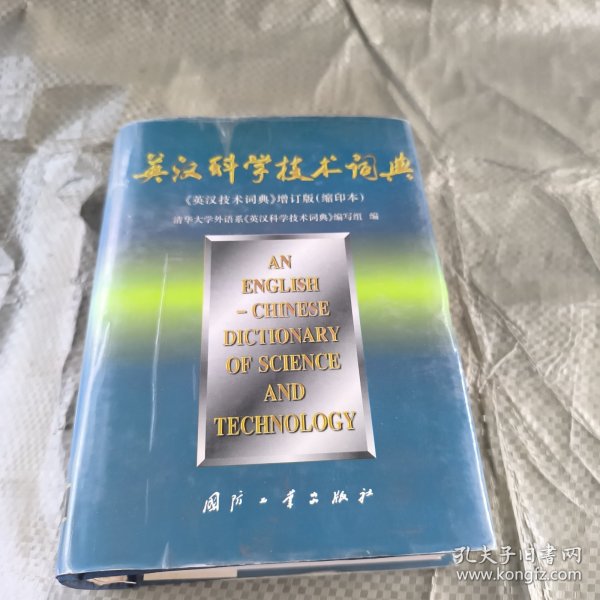 英汉科学技术词典
《英汉技术词典》增订版(缩印本)
清华大学外语系《英汉科学技术词典》编写组 编
AN
ENGLISH
- CHINESE
DICTIONARY
OF SCIENCE
AND
TECHNOLOGY
国防工业出版社
孔夫子旧书网
www.kongfz.com